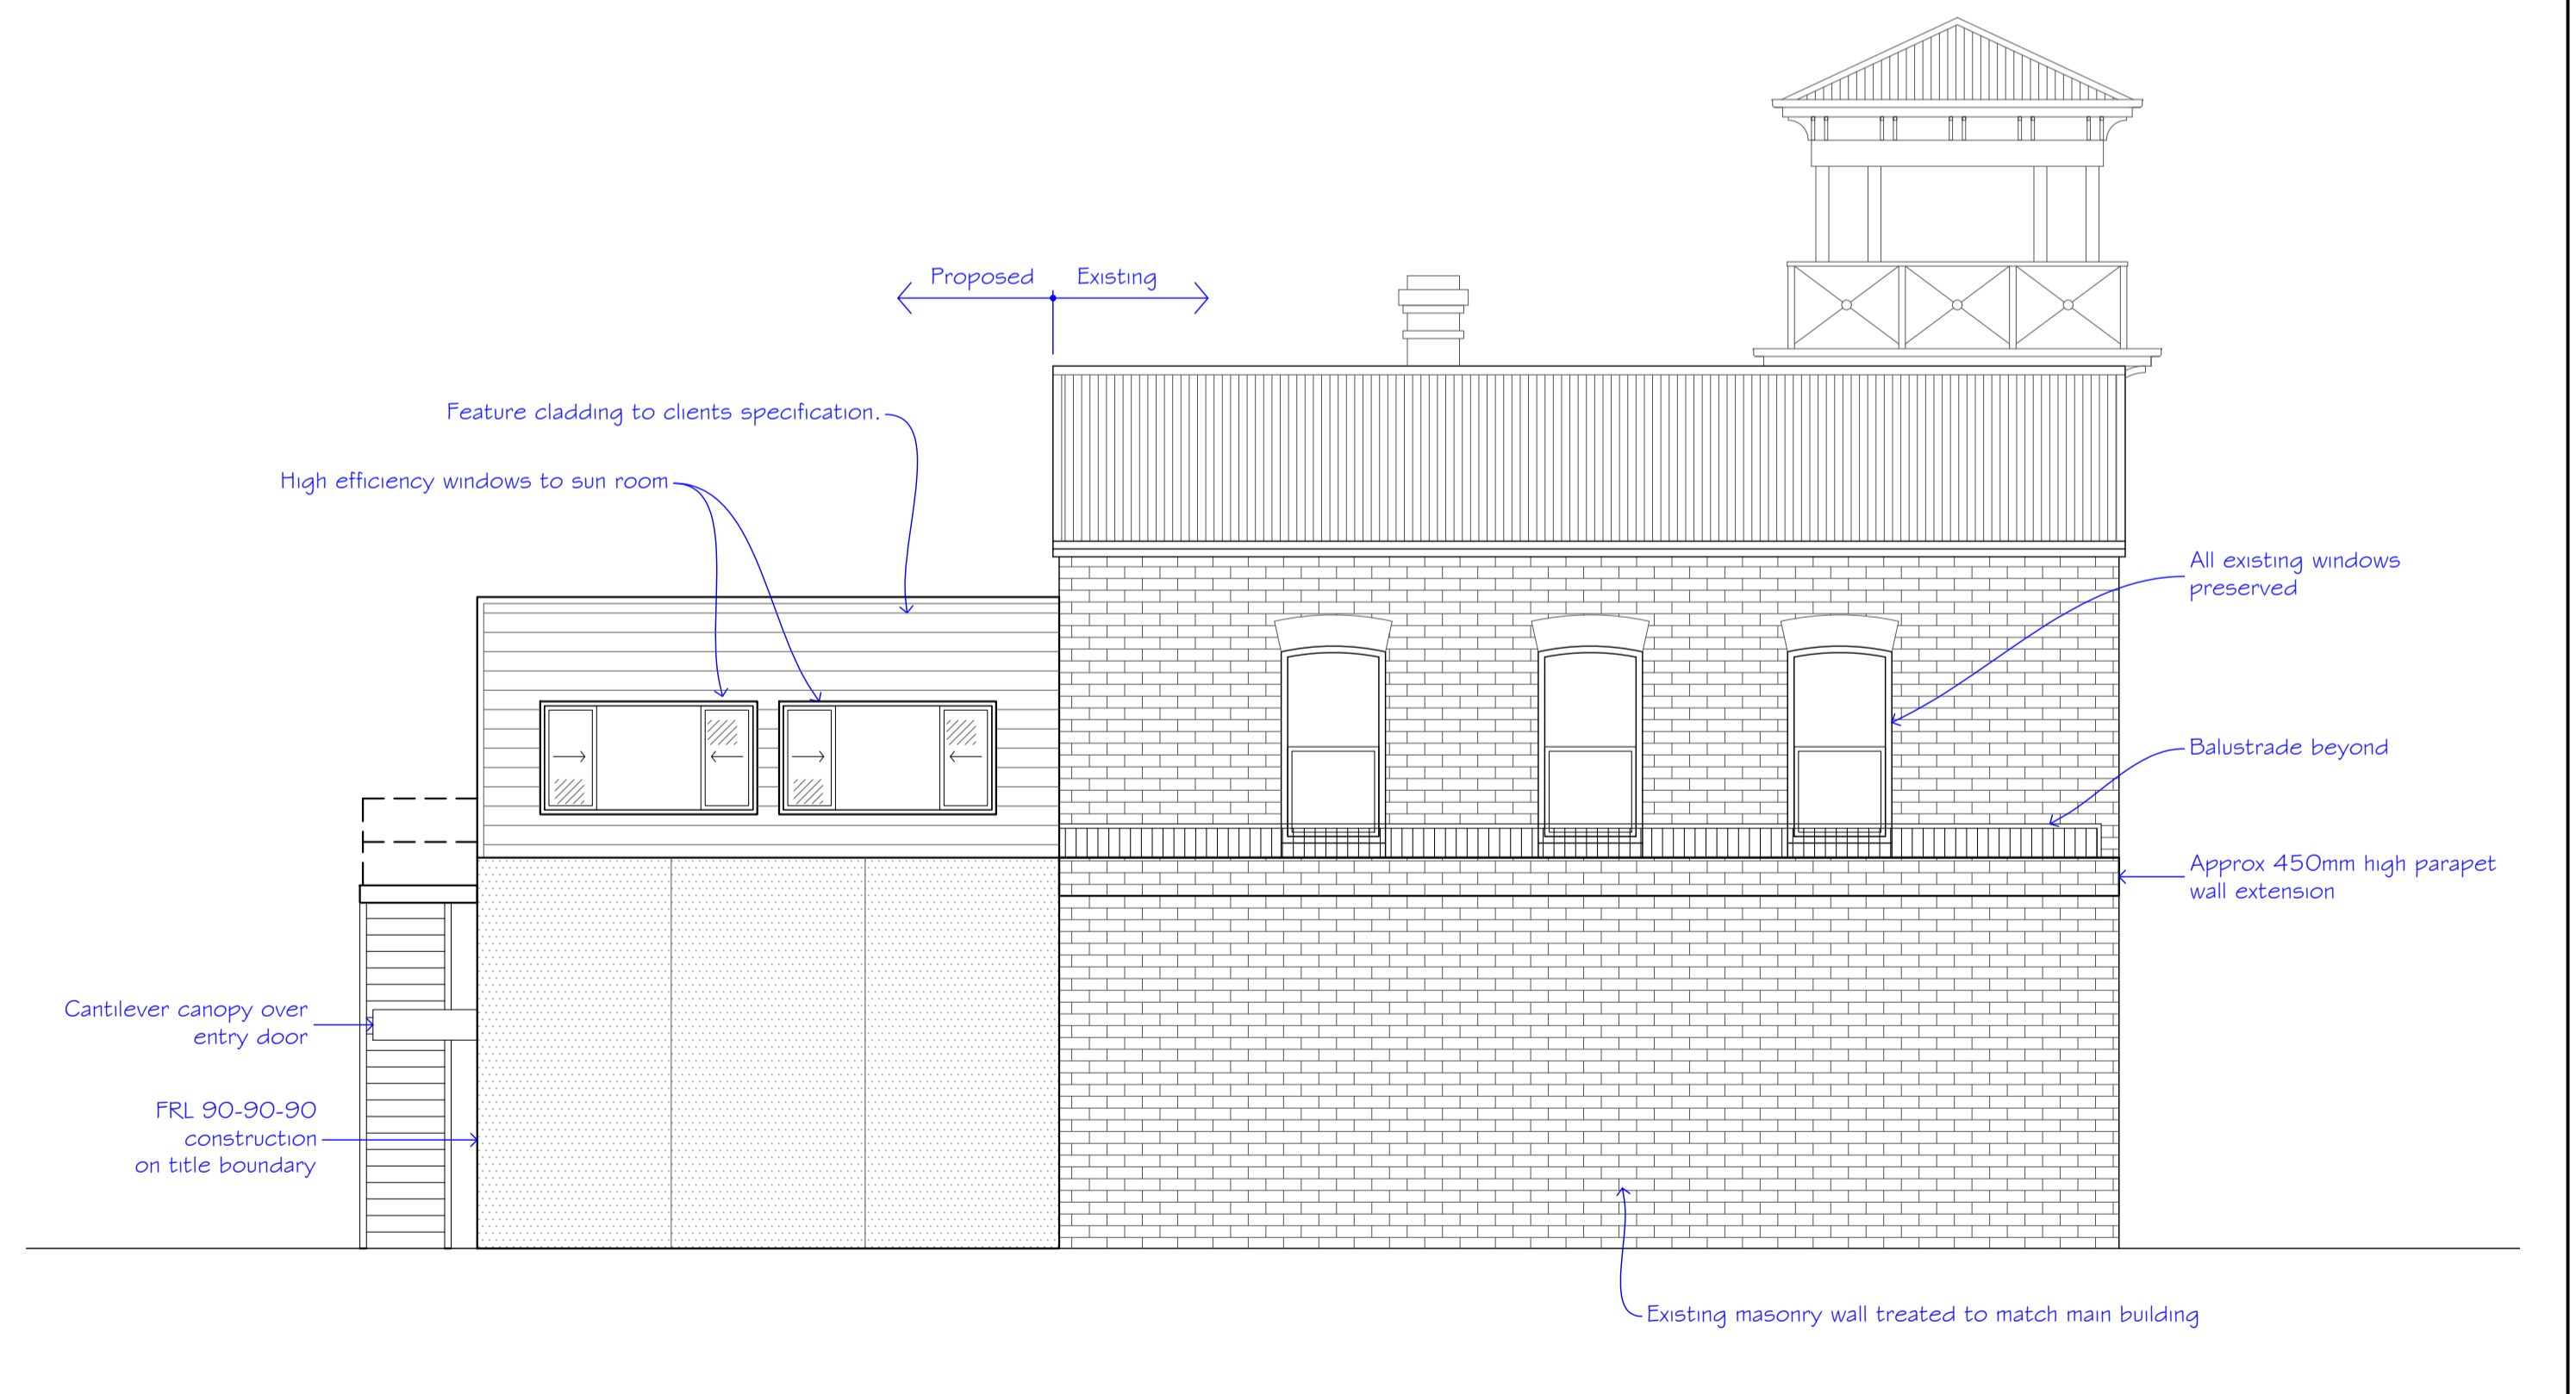 Proposed Existing
Feature cladding to clients specification.
High efficiency windows to sun room
All existing windows
preserved
Balustrade beyond
Approx 450mm high parapet
wall extension
Cantilever canopy over
entry door
FRL 90-90-90
construction
on title boundary
Existing masonry wall treated to match main building